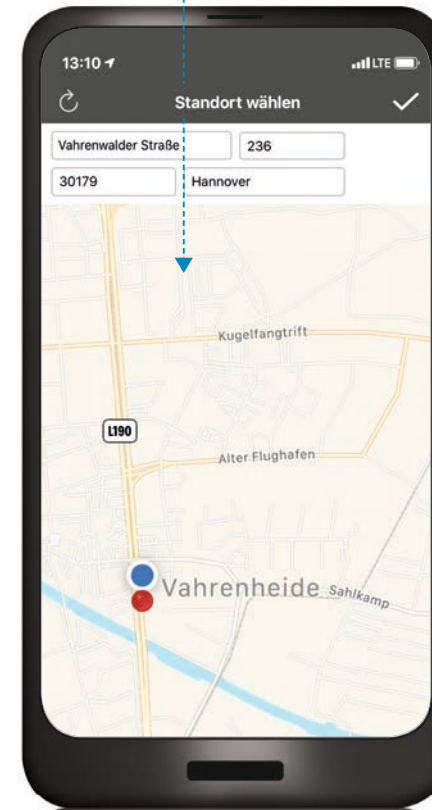 13:10 LTE
Standort wählen
Vahrenwalder Straße 236
30179 Hannover
Kugelfangtrift
L190
Alter Flughafen
Vahrenheide Sahlkamp